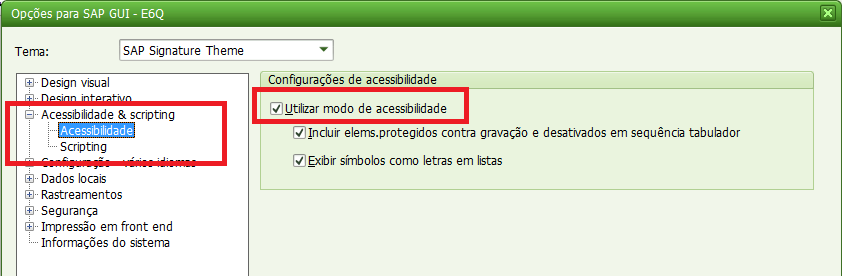 Opções para SAP GUI - E6Q
Tema:
SAP Signature Theme
Design visual
Design interativo
Acessibilidade & scripting
Acessibilidade
Scripting
Configuração - vários idiomas
Dados locais
Rastreamentos
Segurança
Impressão em front end
Informações do sistema
Configurações de acessibilidade
Utilizar modo de acessibilidade
Incluir elems.protegidos contra gravação e desativados em sequência tabulador
Exibir símbolos como letras em listas